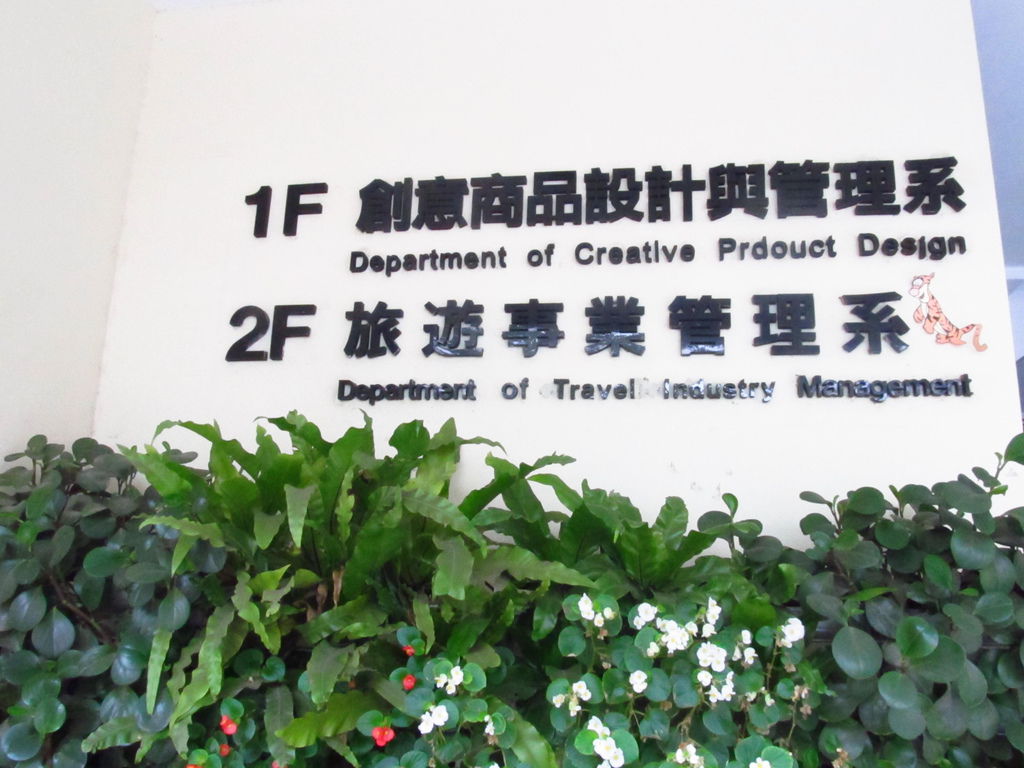 1F 創意商品設計與管理系
Department of Creative Prdouct Design
2F 旅遊事業管理系
Department of Travel Industry Management